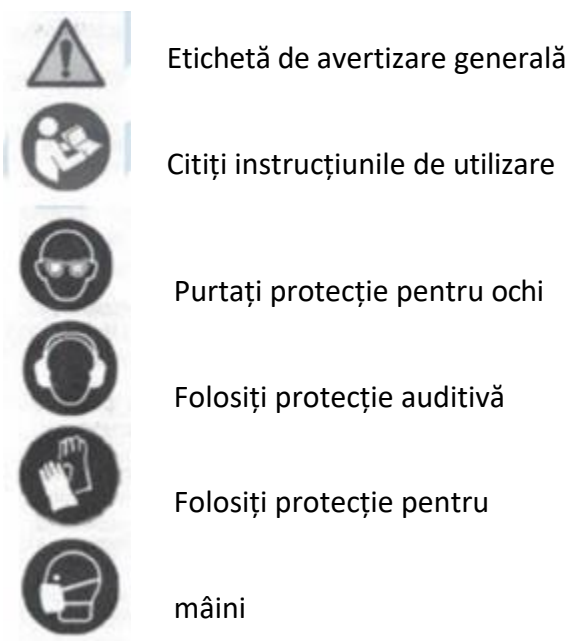 Etichetă de avertizare generală
Citiți instrucțiunile de utilizare
Purtați protecție pentru ochi
Folosiți protecție auditivă
Folosiți protecție pentru
mâini